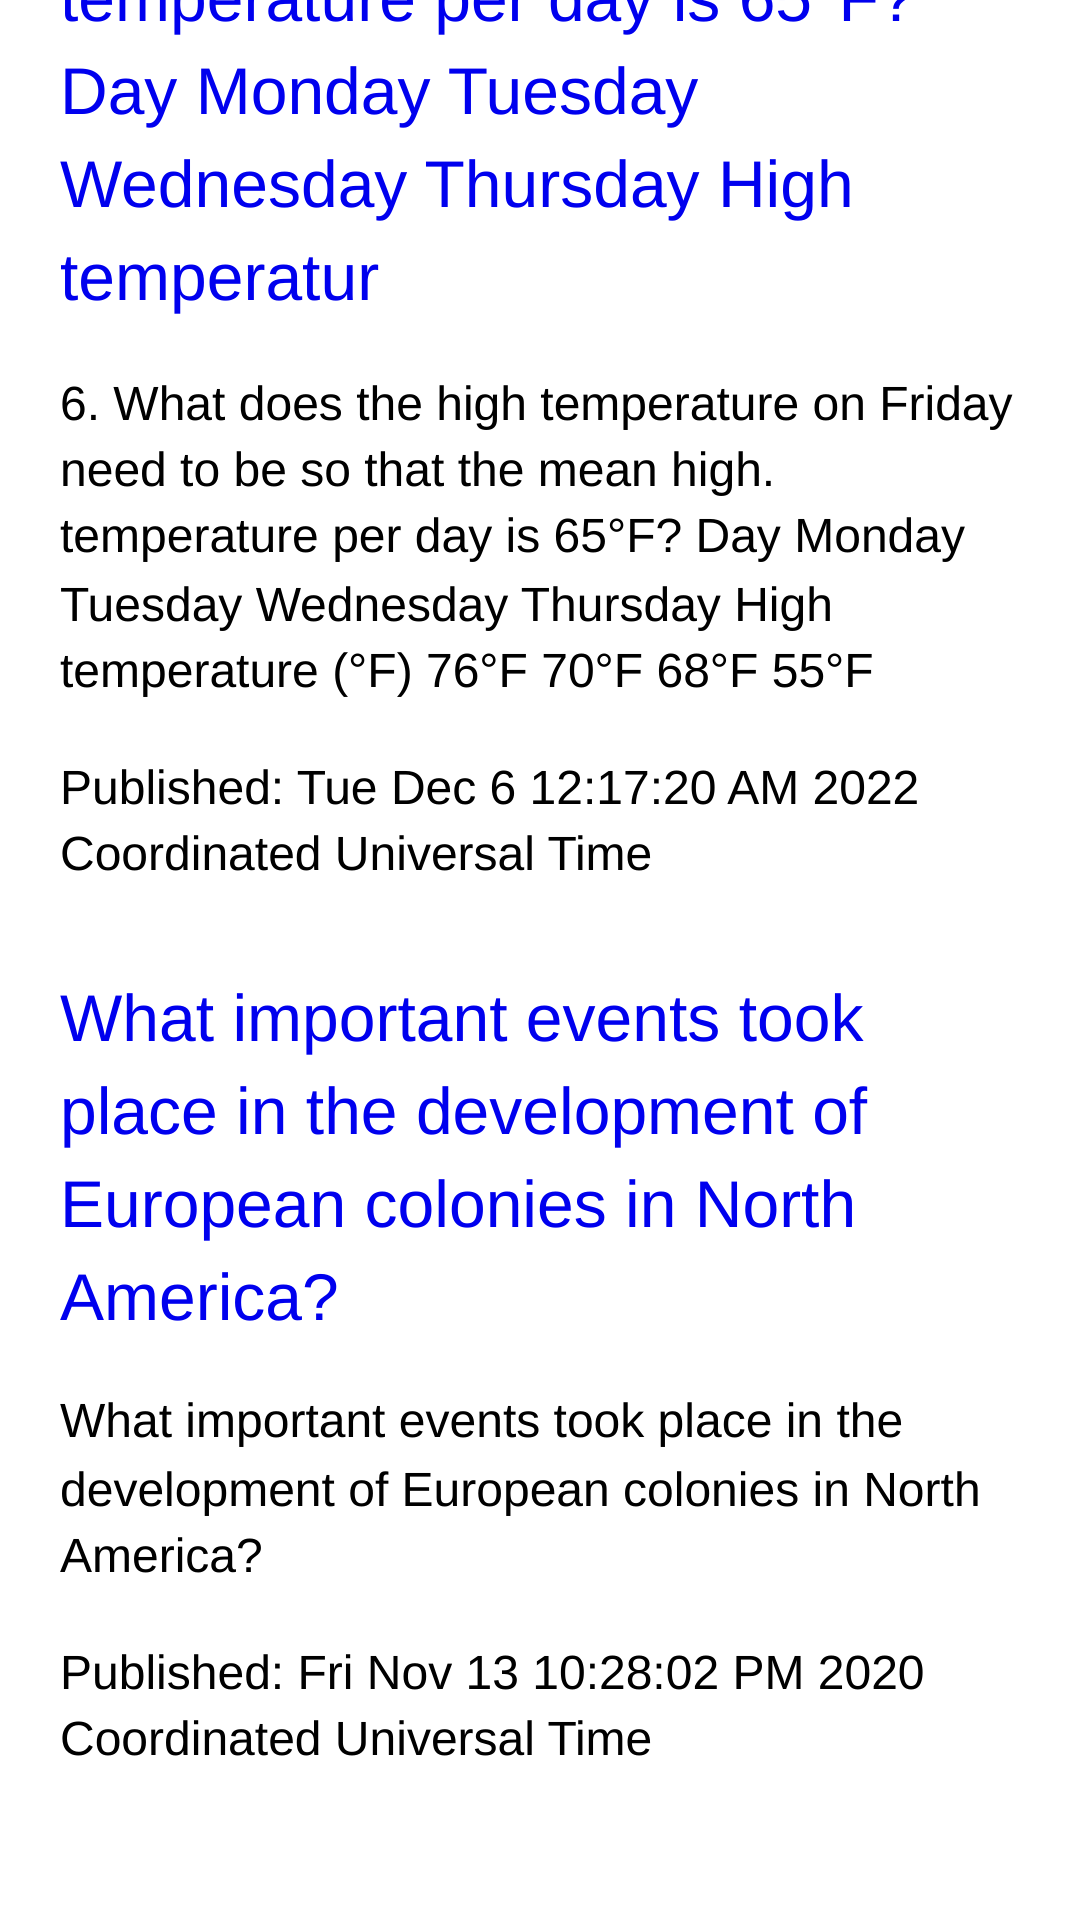 temperature per day is 65°F?
Day Monday Tuesday
Wednesday Thursday High
temperatur
6. What does the high temperature on Friday
need to be so that the mean high.
temperature per day is 65°F? Day Monday
Tuesday Wednesday Thursday High
temperature (°F) 76°F 70°F 68°F 55°F
Published: Tue Dec 6 12:17:20 AM 2022
Coordinated Universal Time
What important events took
place in the development of
European colonies in North
America?
What important events took place in the
development of European colonies in North
America?
Published: Fri Nov 13 10:28:02 PM 2020
Coordinated Universal Time